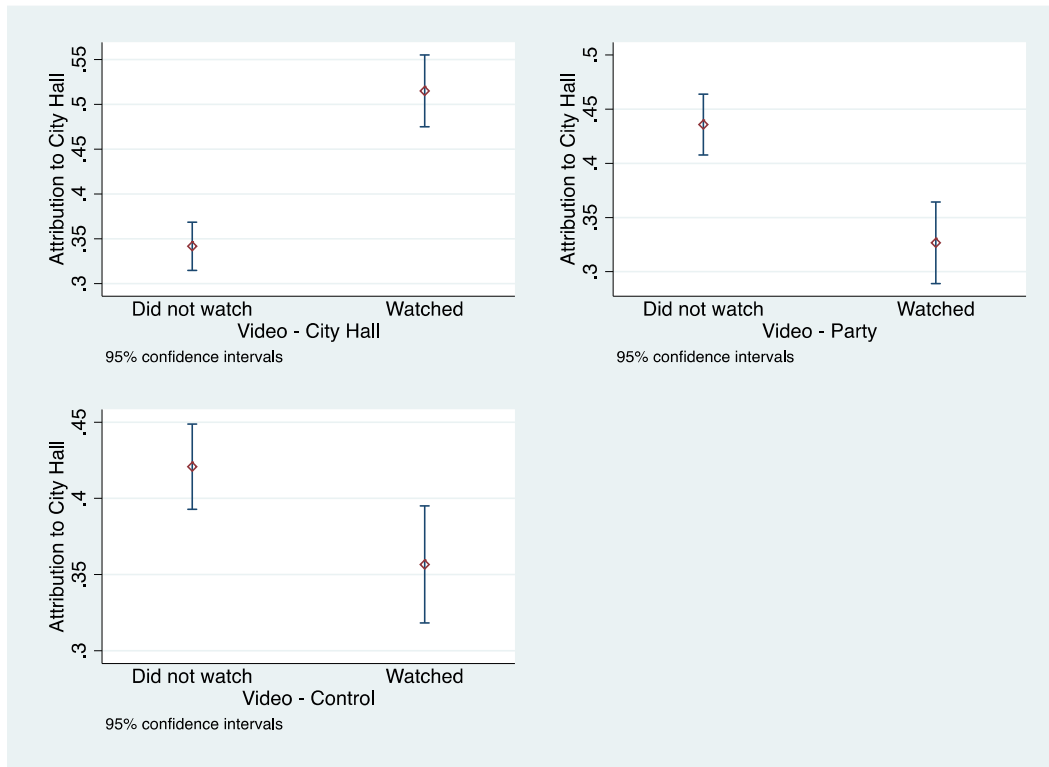 Attribution to City Hall
.3 .35 .4 .45 .5 .55
Did not watch Watched
Video - City Hall
95% confidence intervals
Attribution to City Hall
.3 .35 .4 .45 .5
Did not watch Watched
Video - Party
95% confidence intervals
Attribution to City Hall
.3 .35 .4 .45
Did not watch Watched
Video - Control
95% confidence intervals